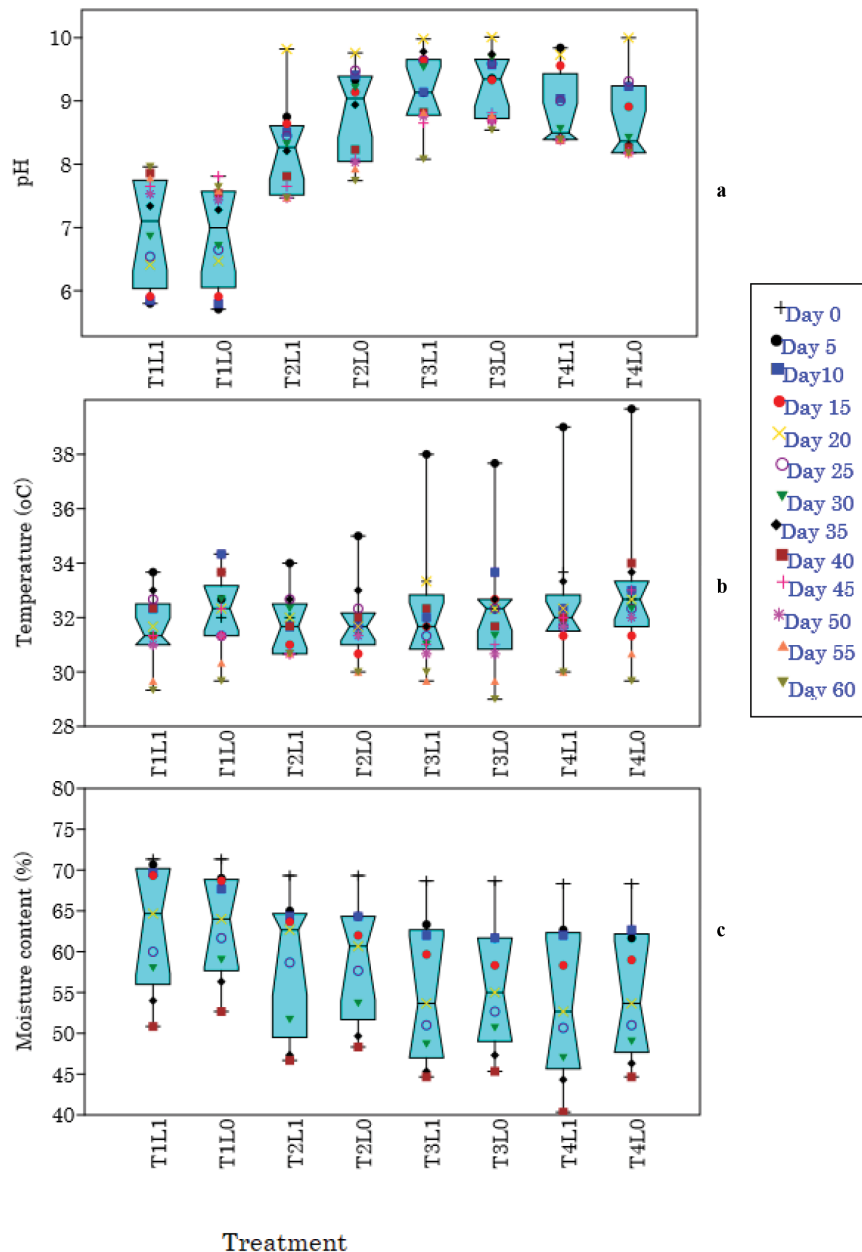 10
9
8
7
6
pH
a
T1L1
T1L0
T2L1
T2L0
T3L1
T3L0
T4L1
T4L0
38
36
34
32
30
28
Temperature (oC)
b
T1L1
T1L0
T2L1
T2L0
T3L1
T3L0
T4L1
T4L0
80
75
70
65
60
55
50
45
40
Moisture content (%)
c
T1L1
T1L0
T2L1
T2L0
T3L1
T3L0
T4L1
T4L0
Treatment
Day 0
Day 5
Day10
Day 15
Day 20
Day 25
Day 30
Day 35
Day 40
Day 45
Day 50
Day 55
Day 60